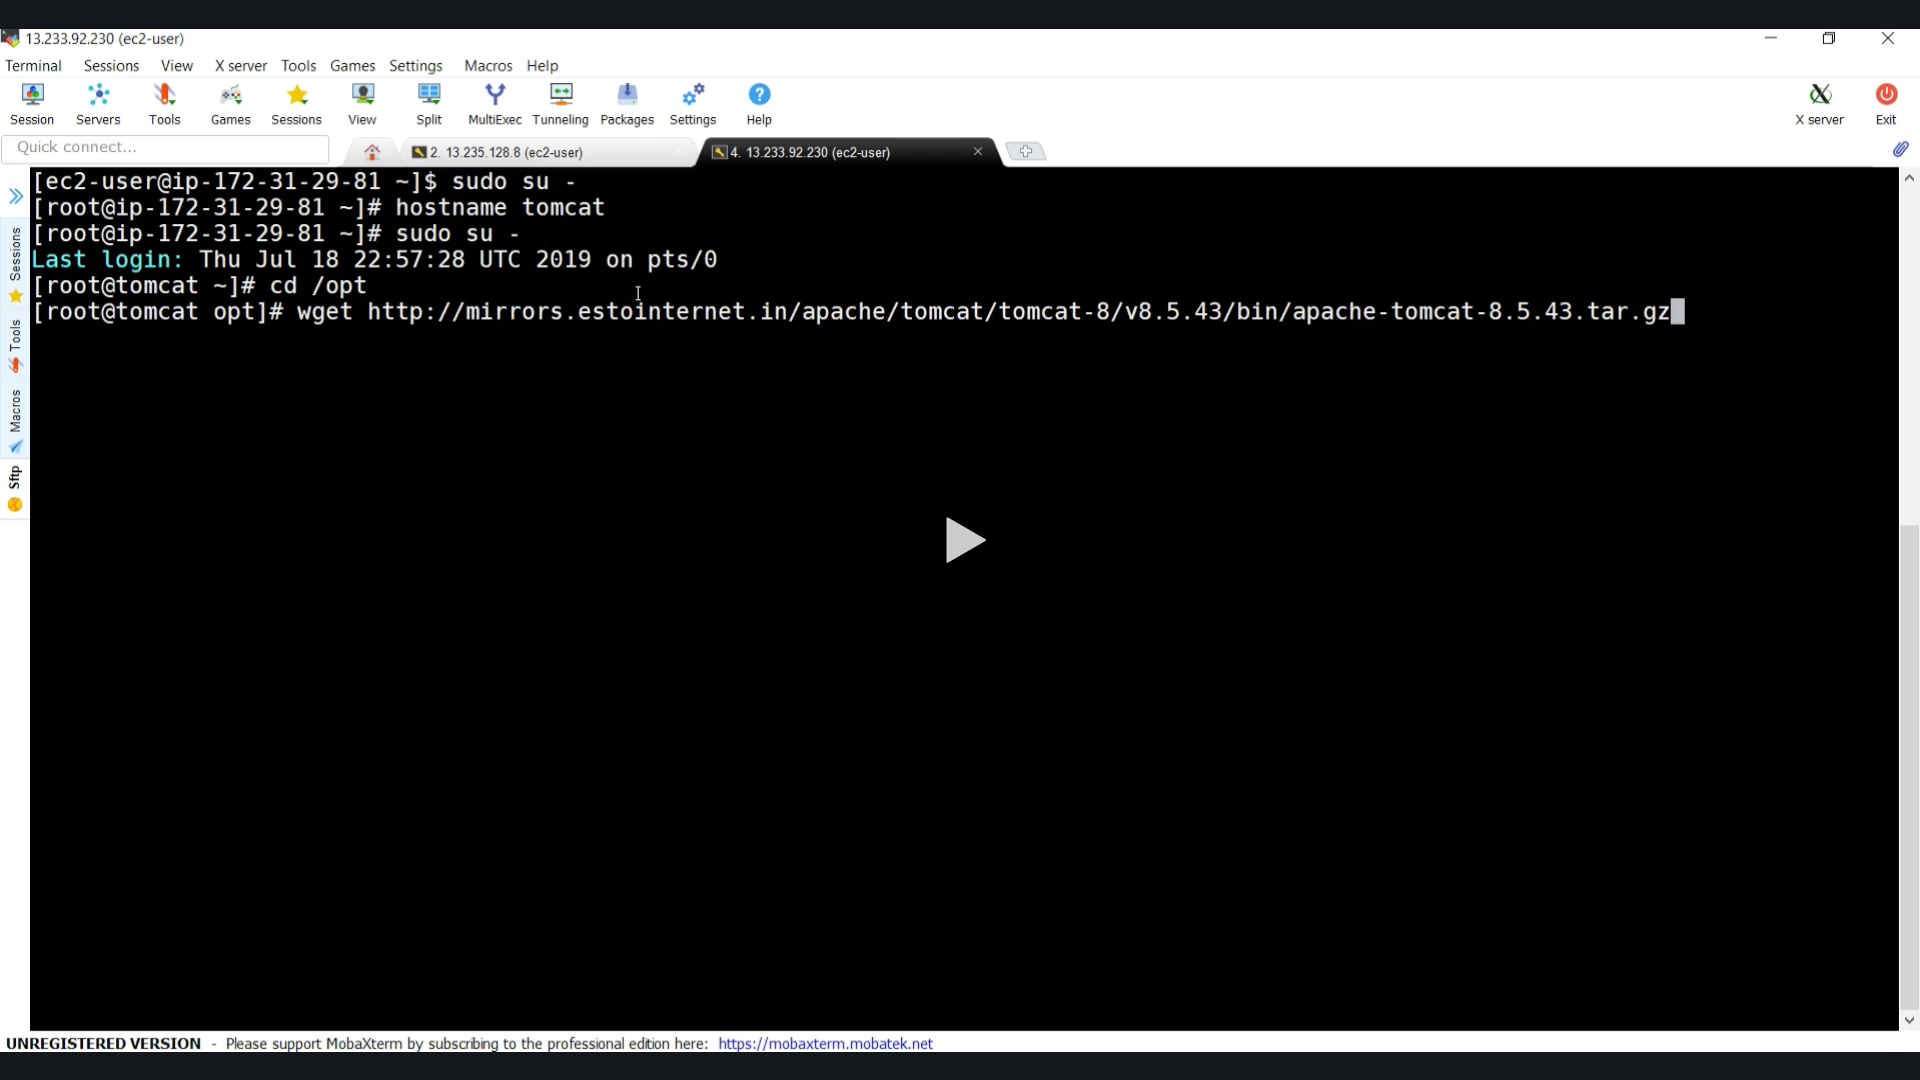 13.233.92.230 (ec2-user)
Terminal Sessions View X server Tools Games Settings Macros Help
Session Servers Tools Games Sessions View Split MultiExec Tunneling Packages Settings Help X server Exit
Quick connect...
2. 13.235.128.8 (ec2-user)
4. 13.233.92.230 (ec2-user)
Sessions
Tools
Macros
Sftp
[ec2-user@ip-172-31-29-81 ~]$ sudo su -
[root@ip-172-31-29-81 ~]# hostname tomcat
[root@ip-172-31-29-81 ~]# sudo su -
Last login: Thu Jul 18 22:57:28 UTC 2019 on pts/0
[root@tomcat ~]# cd /opt
[root@tomcat opt]# wget http://mirrors.estointernet.in/apache/tomcat/tomcat-8/v8.5.43/bin/apache-tomcat-8.5.43.tar.gz
UNREGISTERED VERSION - Please support MobaXterm by subscribing to the professional edition here: https://mobaxterm.mobatek.net